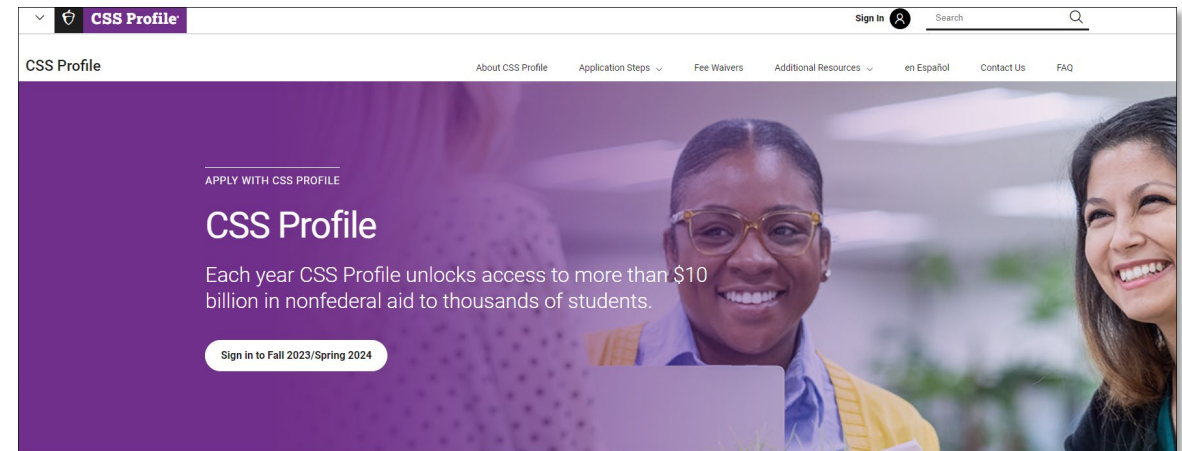 CSS Profile
Sign In
Search
CSS Profile
About CSS Profile
Application Steps
Fee Waivers
Additional Resources
en Español
Contact Us
FAQ
APPLY WITH CSS PROFILE
CSS Profile
Each year CSS Profile unlocks access to more than $10
billion in nonfederal aid to thousands of students.
Sign in to Fall 2023/Spring 2024